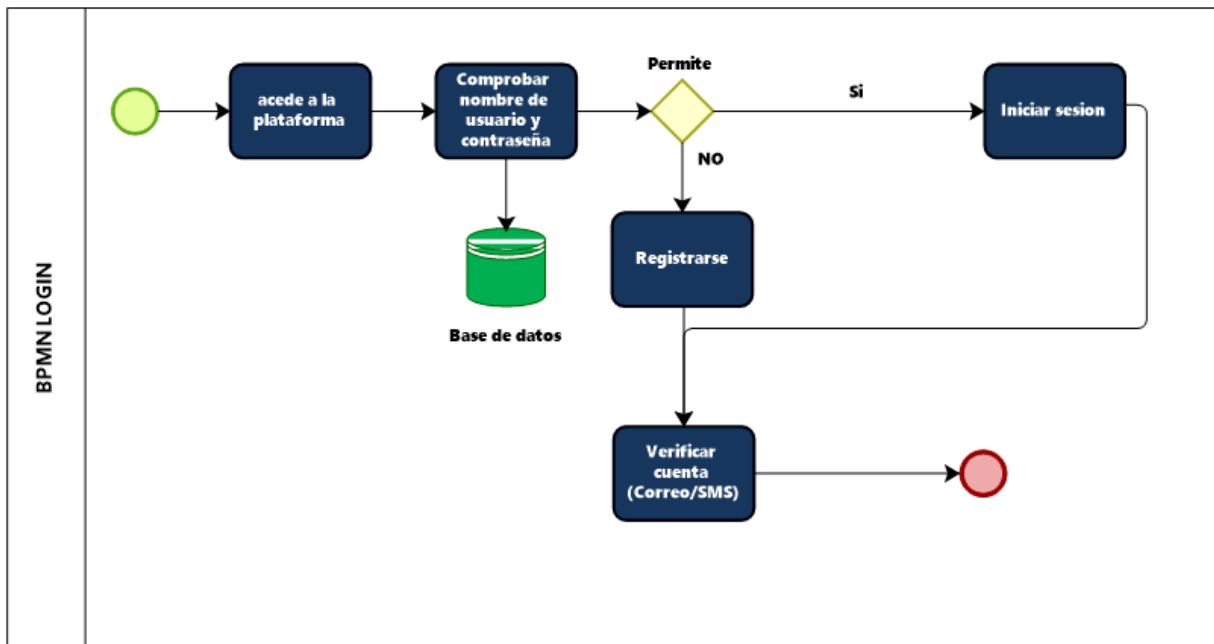 BPMN LOGIN
acede a la
plataforma
Comprobar
nombre de
usuario y
contraseña
Permite
Si
Iniciar sesion
NO
Registrarse
Base de datos
Verificar
cuenta
(Correo/SMS)